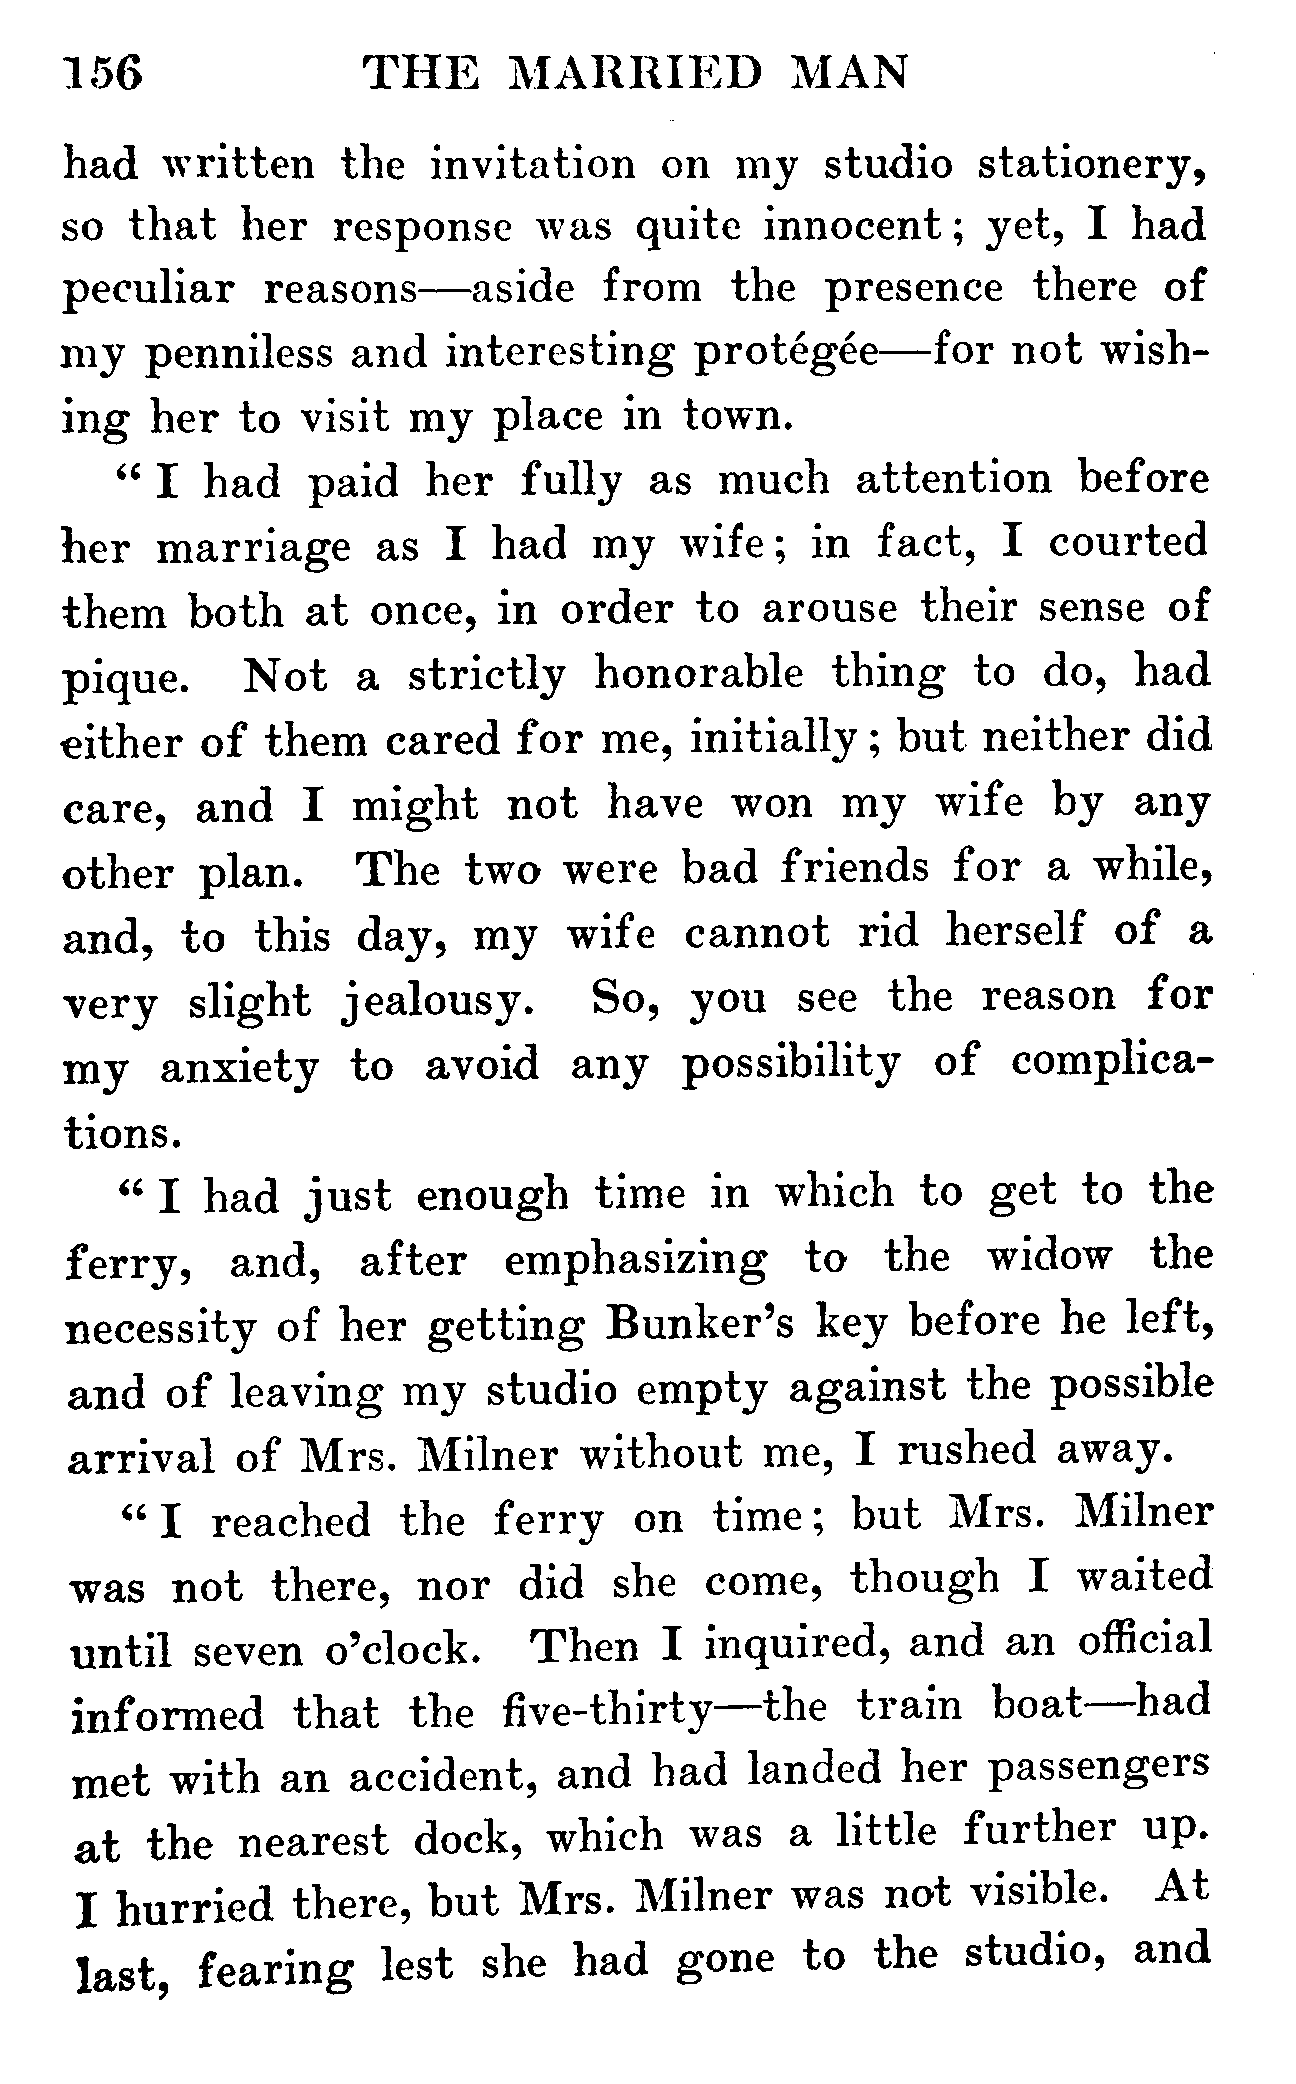 156 THE MARRIED MAN
had written the invitation on my studio stationery,
so that her response was quite innocent; yet, I had
peculiar reasons—aside from the presence there of
my penniless and interesting protégée—for not wish-
ing her to visit my place in town.
“I had paid her fully as much attention before
her marriage as I had my wife; in fact, I courted
them both at once, in order to arouse their sense of
pique. Not a strictly honorable thing to do, had
either of them cared for me, initially; but neither did
care, and I might not have won my wife by any
other plan. The two were bad friends for a while,
and, to this day, my wife cannot rid herself of a
very slight jealousy. So, you see the reason for
my anxiety to avoid any possibility of complica-
tions.
“I had just enough time in which to get to the
ferry, and, after emphasizing to the widow the
necessity of her getting Bunker’s key before he left,
and of leaving my studio empty against the possible
arrival of Mrs. Milner without me, I rushed away.
“I reached the ferry on time; but Mrs. Milner
was not there, nor did she come, though I waited
until seven o’clock. Then I inquired, and an official
informed that the five-thirty—the train boat—had
met with an accident, and had landed her passengers
at the nearest dock, which was a little further up.
I hurried there, but Mrs. Milner was not visible. At
last, fearing lest she had gone to the studio, and